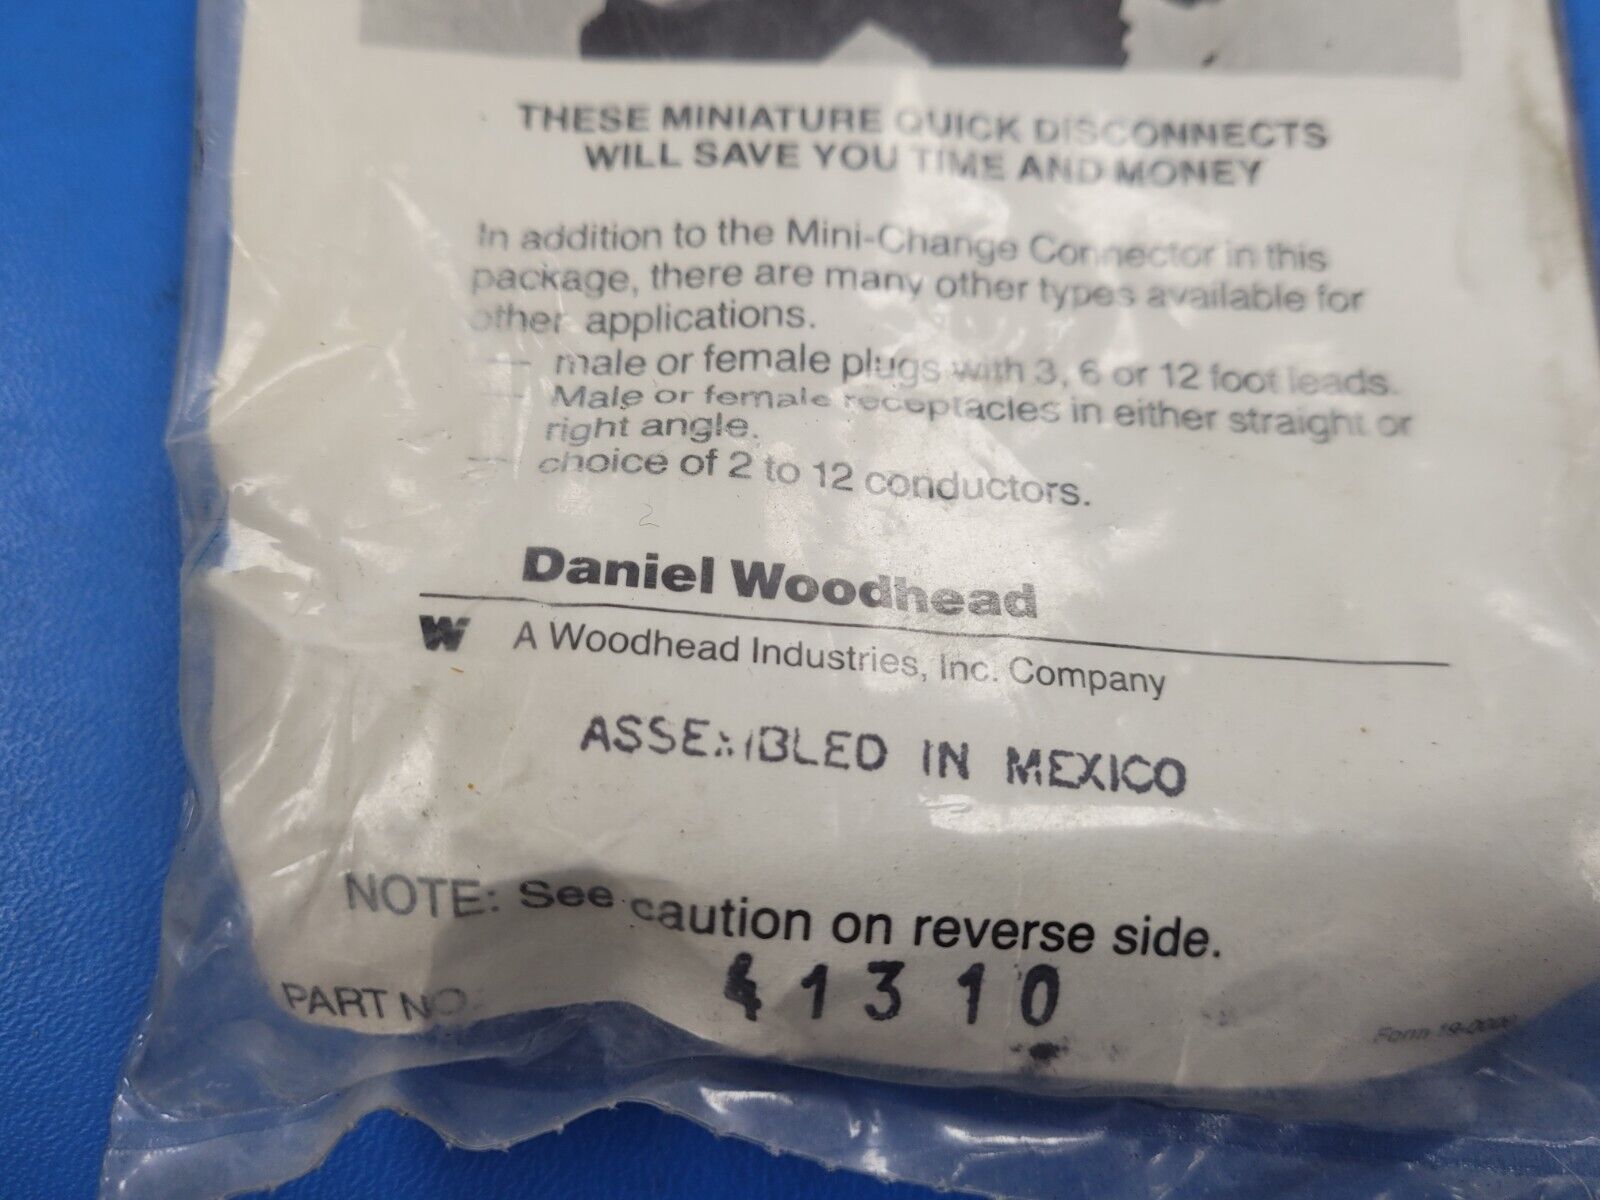 THESE MINIATURE QUICK DISCONNECTS
WILL SAVE YOU TIME AND MONEY
In addition to the Mini-Change Connector in this
package, there are many other types available for
other applications.
— male or female plugs with 3, 6 or 12 foot leads.
— Male or female receptacles in either straight or
right angle.
— choice of 2 to 12 conductors.
Daniel Woodhead
W A Woodhead Industries, Inc. Company
ASSEMBLED IN MEXICO
NOTE: See caution on reverse side.
PART NO. 41310
Form